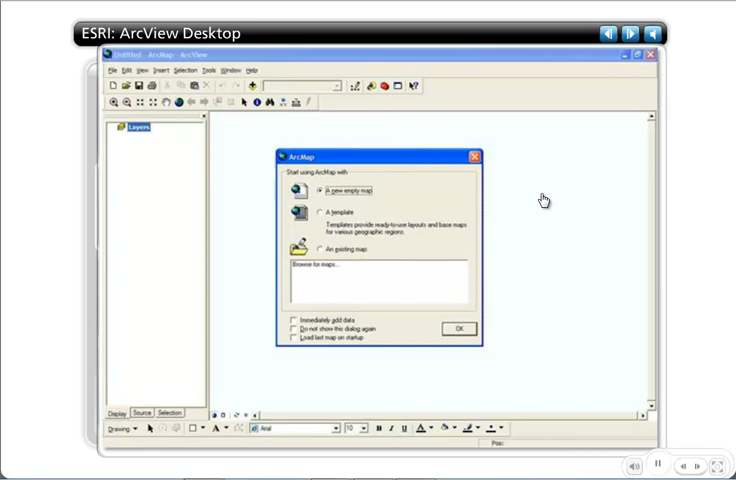 ESRI: ArcView Desktop
Untitled - ArcMap - ArcView
File Edit View Insert Selection Tools Window Help
Layers
ArcMap
Start using ArcMap with
A new empty map
A template
Templates provide ready-to-use layouts and base maps
for various geographic regions
An existing map:
Browse for maps...
Immediately add data
Do not show this dialog again
Load last map on startup
OK
Display Source Selection
Drawing A Arial 10 B I U A
Pos: